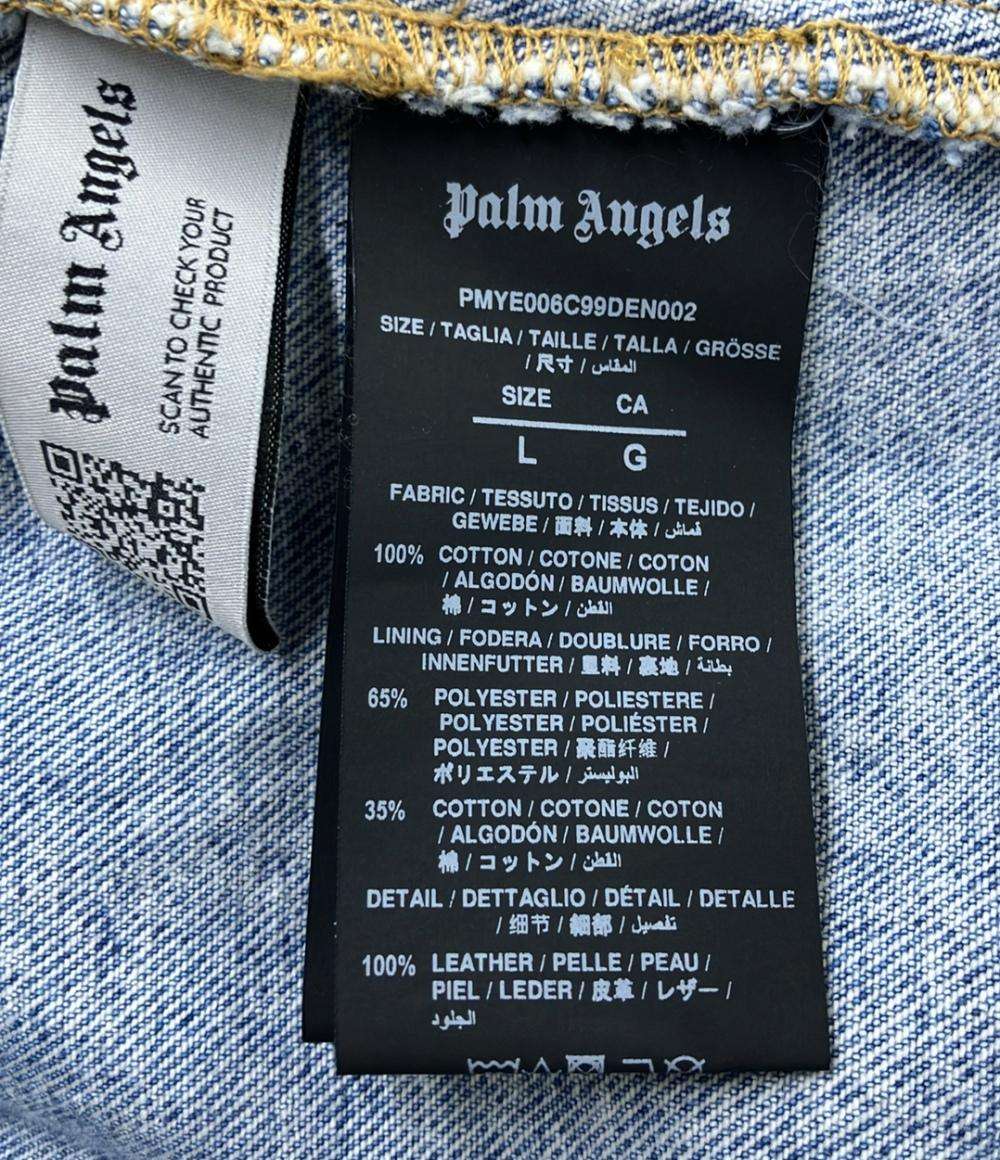 Palm Angels
SCAN TO CHECK YOUR
AUTHENTIC PRODUCT
Palm Angels
PMYE006C99DEN002
SIZE / TAGLIA / TAILLE / TALLA / GRÖSSE
/ 尺寸 / المقاس
SIZE CA
L G
FABRIC / TESSUTO / TISSUS / TEJIDO /
GEWEBE / 面料 / 本体 / قماش
100% COTTON / COTONE / COTON
/ ALGODÓN / BAUMWOLLE /
棉 / コットン / القطن
LINING / FODERA / DOUBLURE / FORRO /
INNENFUTTER / 里料 / 裏地 / بطانة
65% POLYESTER / POLIESTERE /
POLYESTER / POLIÉSTER /
POLYESTER / 聚酯纤维 /
ポリエステル / البوليستر
35% COTTON / COTONE / COTON
/ ALGODÓN / BAUMWOLLE /
棉 / コットン / القطن
DETAIL / DETTAGLIO / DÉTAIL / DETALLE
/ 细节 / 細部 / تفصيل
100% LEATHER / PELLE / PEAU /
PIEL / LEDER / 皮革 / レザー /
الجلود